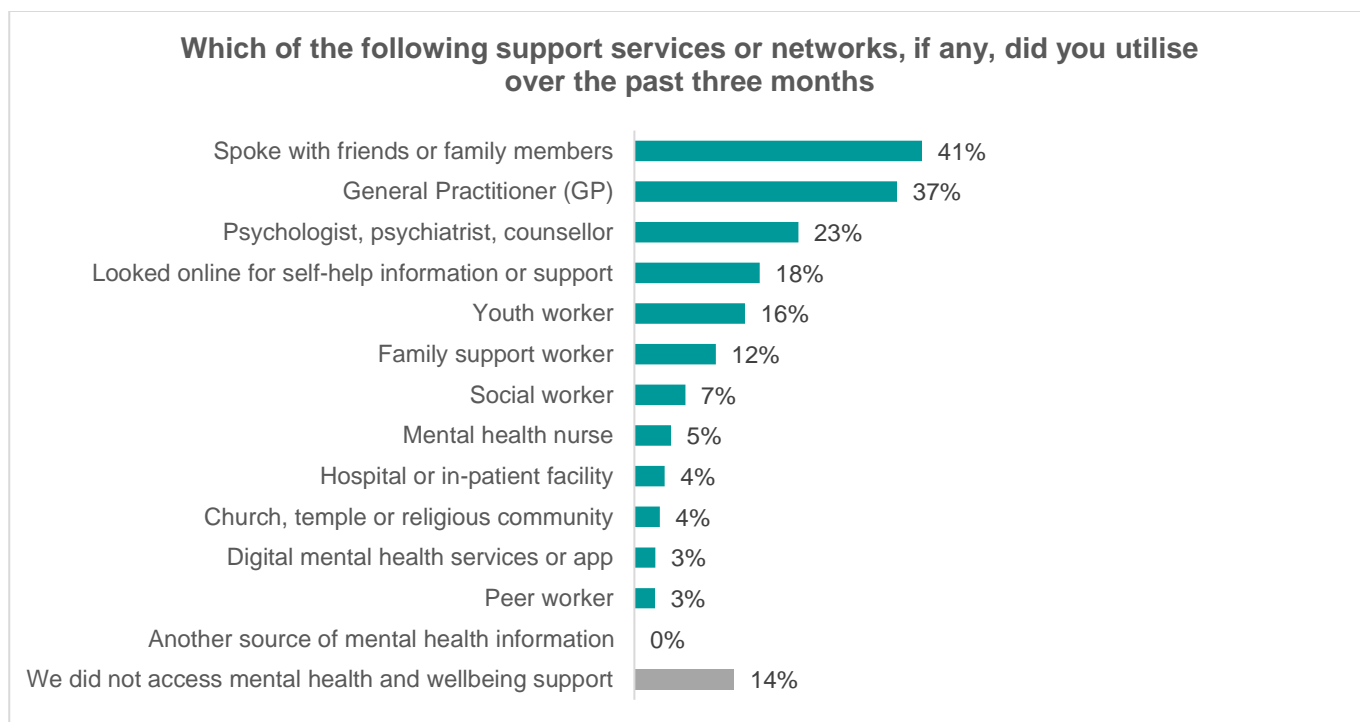 Which of the following support services or networks, if any, did you utilise
over the past three months
Spoke with friends or family members 41%
General Practitioner (GP) 37%
Psychologist, psychiatrist, counsellor 23%
Looked online for self-help information or support 18%
Youth worker 16%
Family support worker 12%
Social worker 7%
Mental health nurse 5%
Hospital or in-patient facility 4%
Church, temple or religious community 4%
Digital mental health services or app 3%
Peer worker 3%
Another source of mental health information 0%
We did not access mental health and wellbeing support 14%